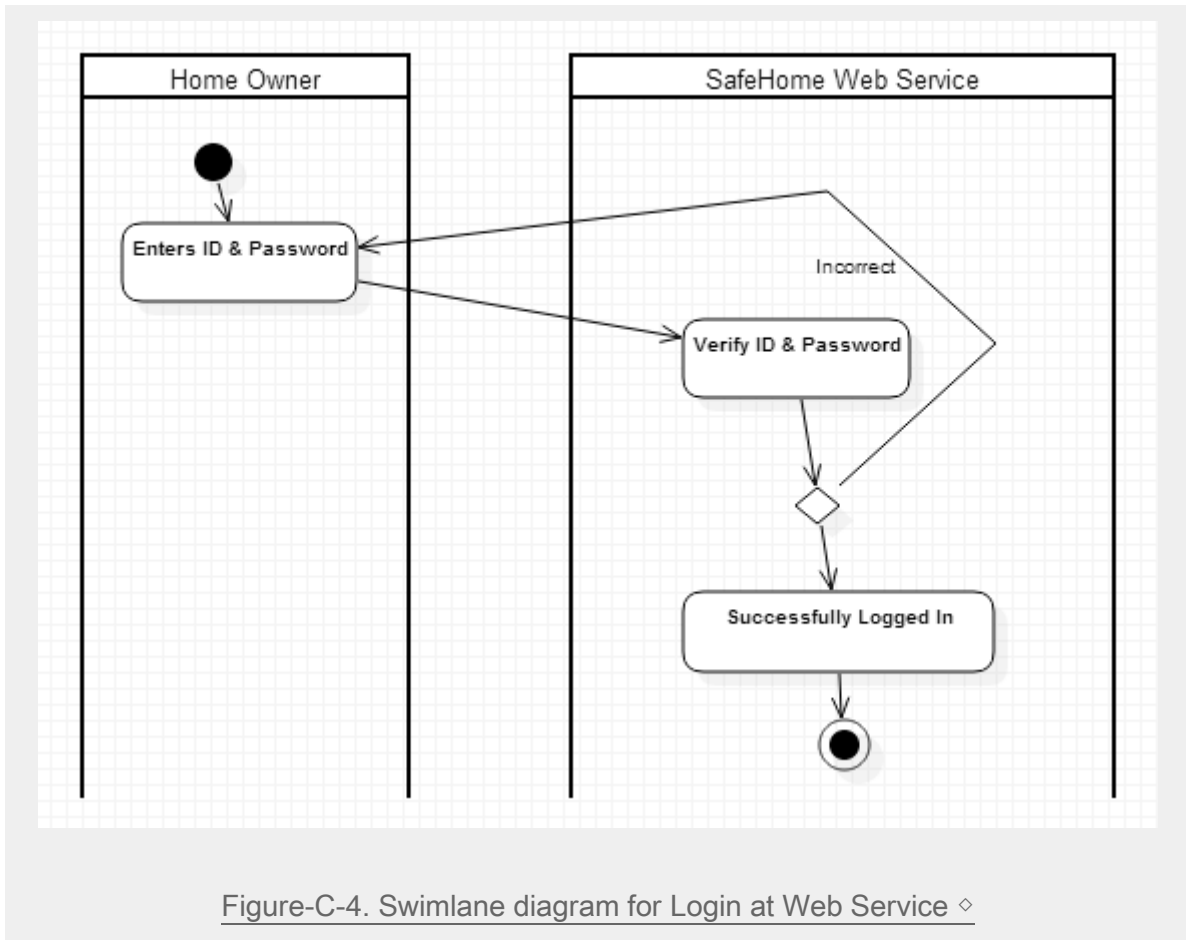 Home Owner
SafeHome Web Service
Enters ID & Password
Incorrect
Verify ID & Password
Successfully Logged In
Figure-C-4. Swimlane diagram for Login at Web Service ◇